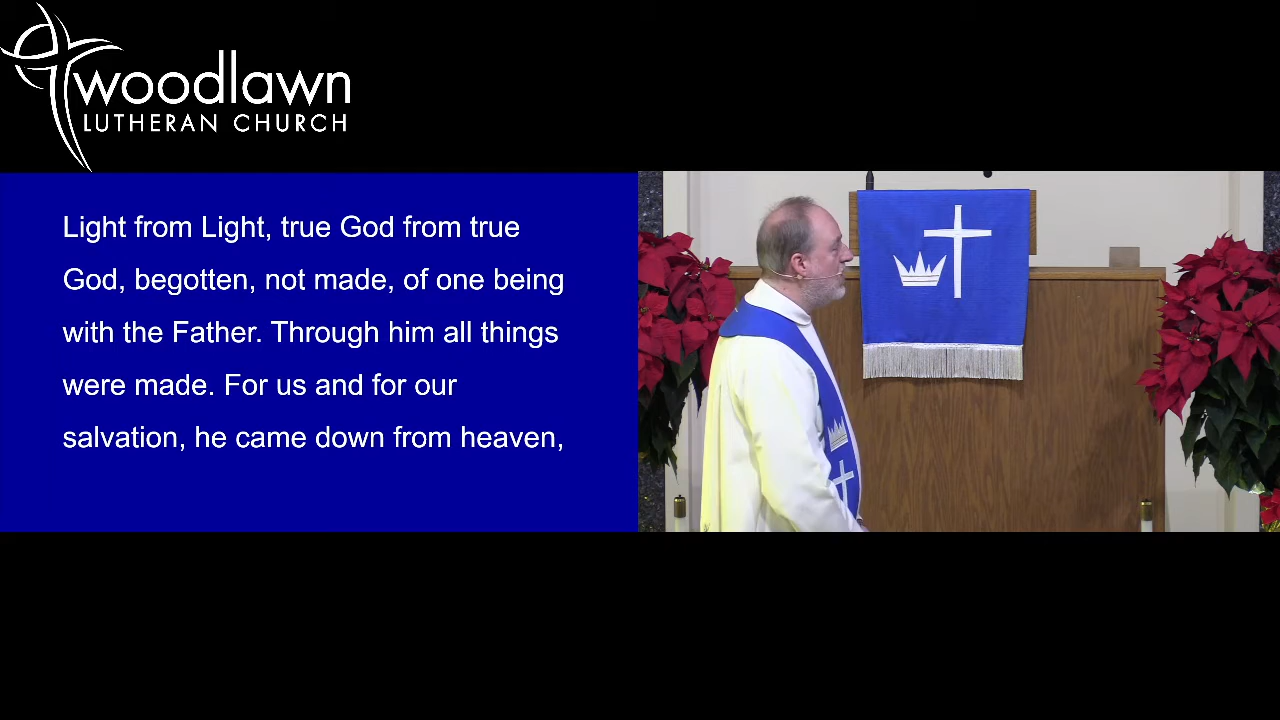 woodlawn
LUTHERAN CHURCH
Light from Light, true God from true
God, begotten, not made, of one being
with the Father. Through him all things
were made. For us and for our
salvation, he came down from heaven,